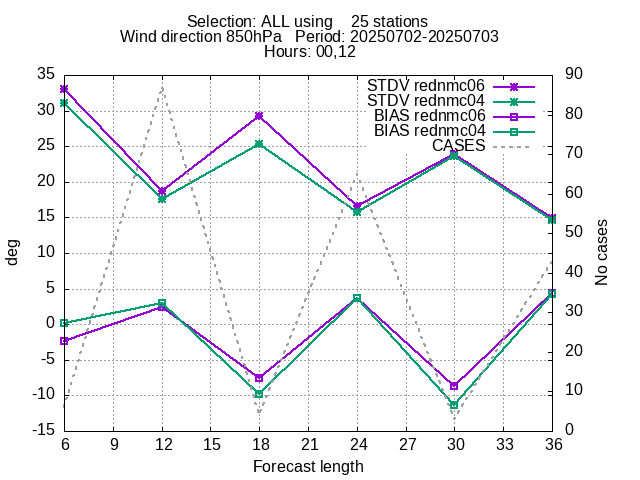 Selection: ALL using    25 stations
Wind direction 850hPa   Period: 20250702-20250703
Hours: 00,12
35 90
30 80
25 70
20 60
15 50
10 40
5 30
0 20
-5 10
-10 0
-15
deg
No cases
STDV rednmc06
STDV rednmc04
BIAS rednmc06
BIAS rednmc04
CASES
6 9 12 15 18 21 24 27 30 33 36
Forecast length